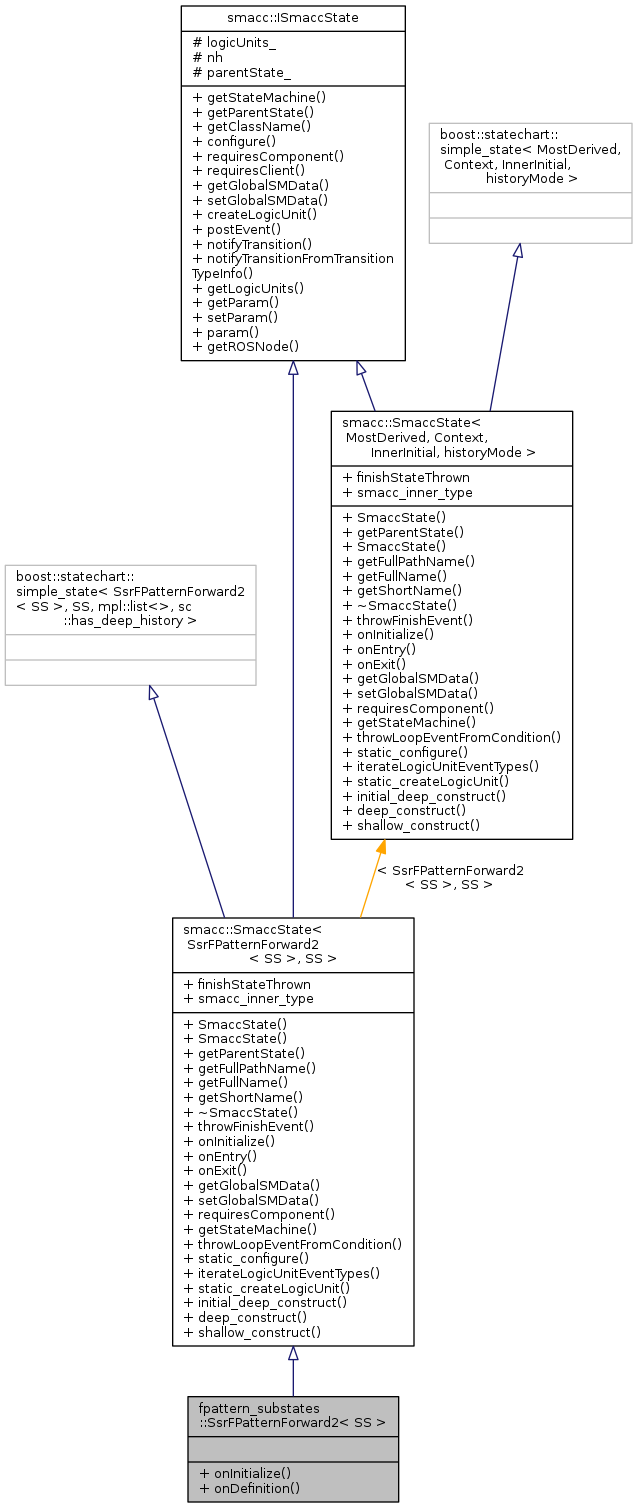 smacc::ISmaccState
# logicUnits_
# nh
# parentState_
+ getStateMachine()
+ getParentState()
+ getClassName()
+ configure()
+ requiresComponent()
+ requiresClient()
+ getGlobalSMData()
+ setGlobalSMData()
+ createLogicUnit()
+ postEvent()
+ notifyTransition()
+ notifyTransitionFromTransition
TypeInfo()
+ getLogicUnits()
+ getParam()
+ setParam()
+ param()
+ getROSNode()
boost::statechart::
simple_state< MostDerived,
Context, InnerInitial,
historyMode >
smacc::SmaccState<
MostDerived, Context,
InnerInitial, historyMode >
+ finishStateThrown
+ smacc_inner_type
+ SmaccState()
+ getParentState()
+ SmaccState()
+ getFullPathName()
+ getFullName()
+ getShortName()
+ ~SmaccState()
+ throwFinishEvent()
+ onInitialize()
+ onEntry()
+ onExit()
+ getGlobalSMData()
+ setGlobalSMData()
+ requiresComponent()
+ getStateMachine()
+ throwLoopEventFromCondition()
+ static_configure()
+ iterateLogicUnitEventTypes()
+ static_createLogicUnit()
+ initial_deep_construct()
+ deep_construct()
+ shallow_construct()
boost::statechart::
simple_state< SsrFPatternForward2
< SS >, SS, mpl::list<>, sc
::has_deep_history >
< SsrFPatternForward2
< SS >, SS >
smacc::SmaccState<
SsrFPatternForward2
< SS >, SS >
+ finishStateThrown
+ smacc_inner_type
+ SmaccState()
+ SmaccState()
+ getParentState()
+ getFullPathName()
+ getFullName()
+ getShortName()
+ ~SmaccState()
+ throwFinishEvent()
+ onInitialize()
+ onEntry()
+ onExit()
+ getGlobalSMData()
+ setGlobalSMData()
+ requiresComponent()
+ getStateMachine()
+ throwLoopEventFromCondition()
+ static_configure()
+ iterateLogicUnitEventTypes()
+ static_createLogicUnit()
+ initial_deep_construct()
+ deep_construct()
+ shallow_construct()
fpattern_substates
::SsrFPatternForward2< SS >
+ onInitialize()
+ onDefinition()